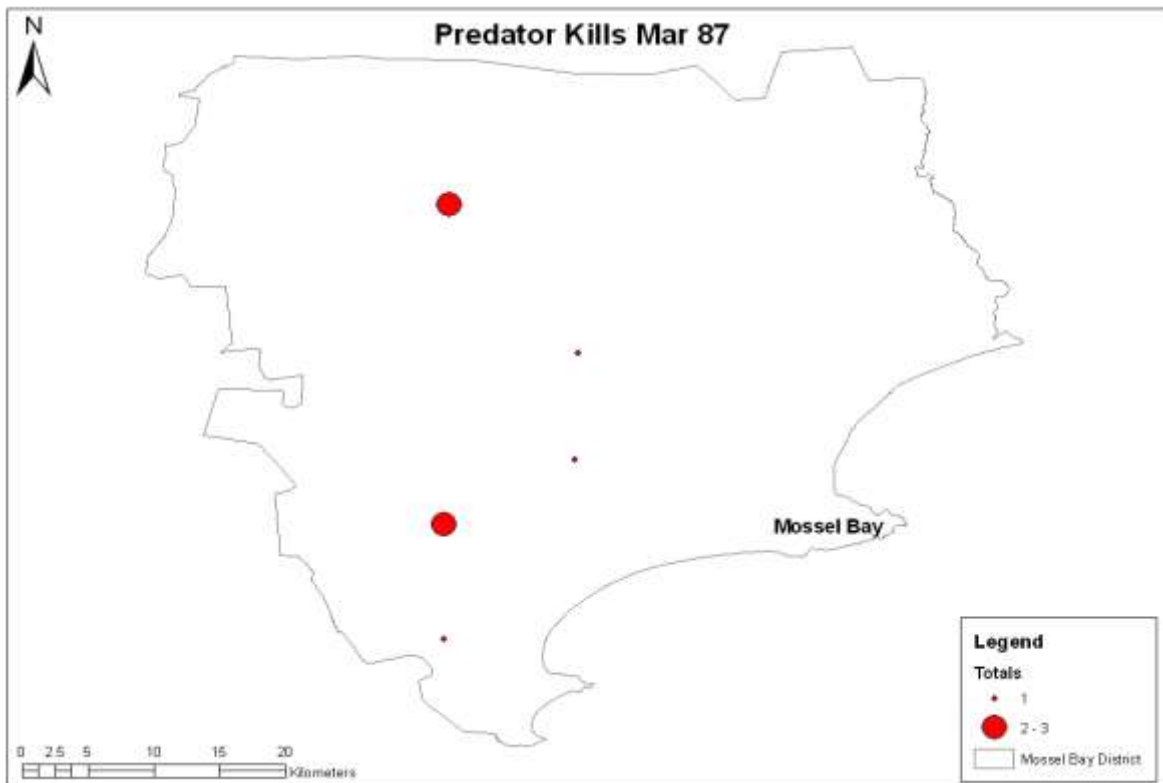 Predator Kills Mar 87
N
Mossel Bay
Legend
Totals
1
2 - 3
Mossel Bay District
0 2.5 5 10 15 20
Kilometers